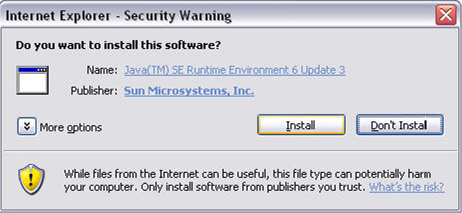 Internet Explorer - Security Warning
Do you want to install this software?
Name: Java(TM) SE Runtime Environment 6 Update 3
Publisher: Sun Microsystems, Inc.
More options
Install
Don't Install
While files from the Internet can be useful, this file type can potentially harm
your computer. Only install software from publishers you trust. What's the risk?